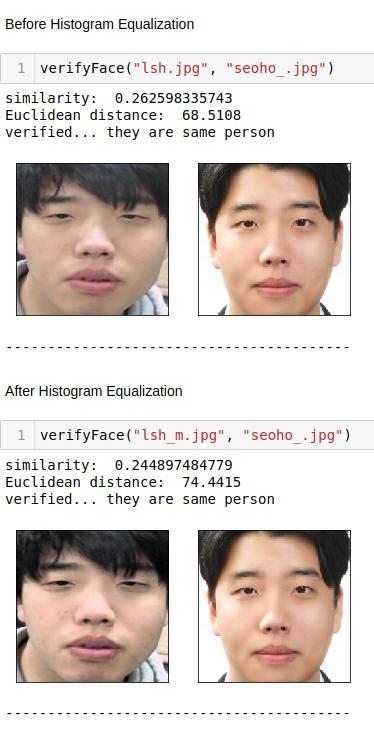 Before Histogram Equalization
1 verifyFace("lsh.jpg", "seoho_.jpg")
similarity:  0.262598335743
Euclidean distance:  68.5108
verified... they are same person
-----------------------------------------
After Histogram Equalization
1 verifyFace("lsh_m.jpg", "seoho_.jpg")
similarity:  0.244897484779
Euclidean distance:  74.4415
verified... they are same person
-----------------------------------------